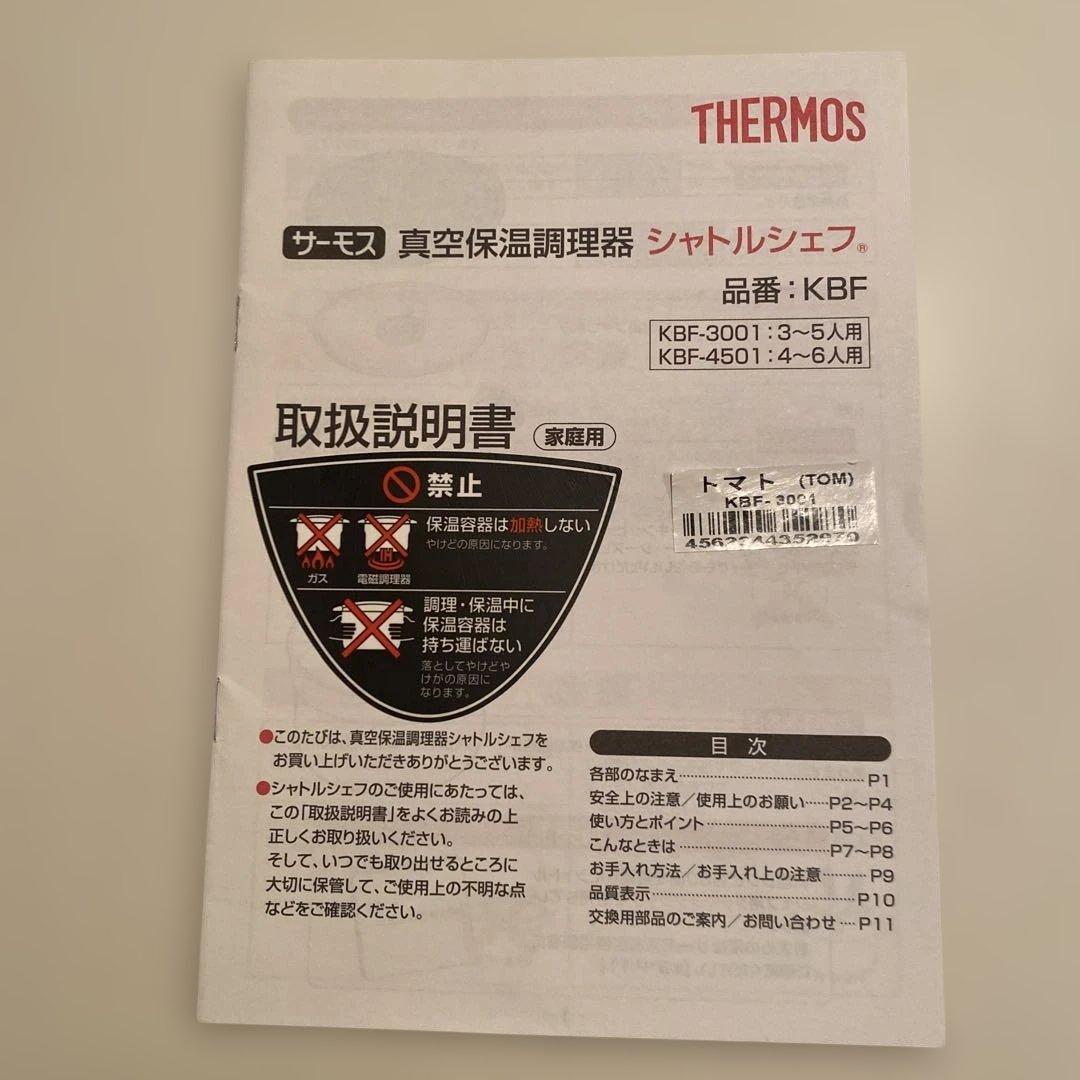 THERMOS
サーモス 真空保温調理器 シャトルシェフ®
品番：KBF
KBF-3001：3～5人用
KBF-4501：4～6人用
取扱説明書 家庭用
禁止
保温容器は加熱しない
やけどの原因になります。
ガス
IH
電磁調理器
調理・保温中に
保温容器は
持ち運ばない
落としてやけどや
けがの原因に
なります。
トマト (TOM)
KBF-3001
●このたびは、真空保温調理器シャトルシェフを
お買い上げいただきありがとうございます。
●シャトルシェフのご使用にあたっては、
この「取扱説明書」をよくお読みの上
正しくお取り扱いください。
そして、いつでも取り出せるところに
大切に保管して、ご使用上の不明な点
などをご確認ください。
目次
各部のなまえ……P1
安全上の注意／使用上のお願い……P2～P4
使い方とポイント……P5～P6
こんなときは……P7～P8
お手入れ方法／お手入れ上の注意……P9
品質表示……P10
交換用部品のご案内／お問い合わせ……P11